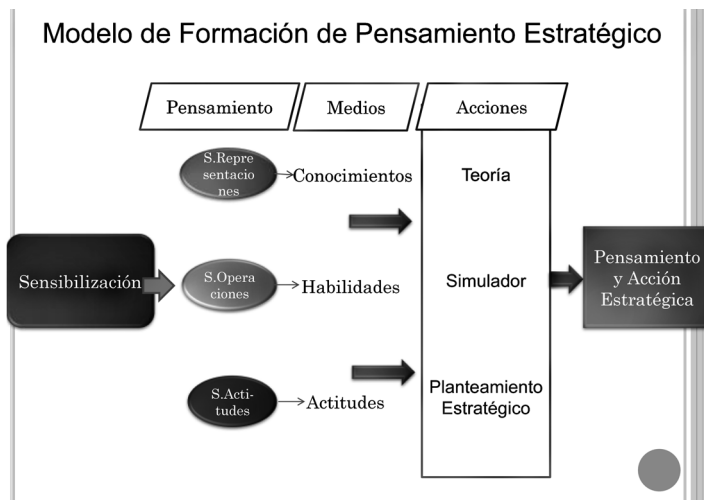 Modelo de Formación de Pensamiento Estratégico
Pensamiento
Medios
Acciones
S.Repre
sentacio
nes
Conocimientos
Teoría
Sensibilización
S.Opera
ciones
Habilidades
Simulador
Pensamiento
y Acción
Estratégica
S.Acti-
tudes
Actitudes
Planteamiento
Estratégico